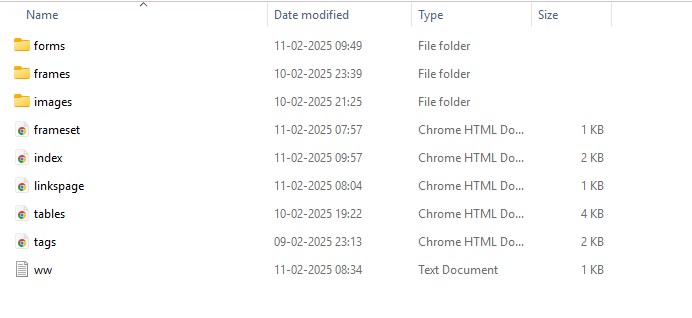 Name Date modified Type Size
forms 11-02-2025 09:49 File folder
frames 10-02-2025 23:39 File folder
images 10-02-2025 21:25 File folder
frameset 11-02-2025 07:57 Chrome HTML Do... 1 KB
index 11-02-2025 09:57 Chrome HTML Do... 2 KB
linkspage 11-02-2025 08:04 Chrome HTML Do... 1 KB
tables 10-02-2025 19:22 Chrome HTML Do... 4 KB
tags 09-02-2025 23:13 Chrome HTML Do... 2 KB
ww 11-02-2025 08:34 Text Document 1 KB